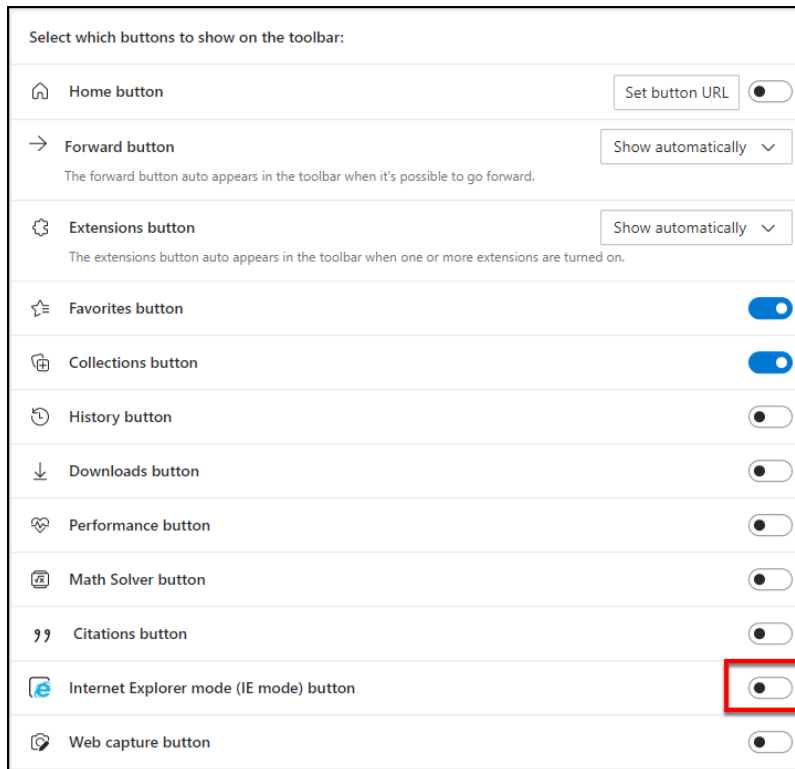 Select which buttons to show on the toolbar:
Home button
Set button URL
Forward button
Show automatically
The forward button auto appears in the toolbar when it's possible to go forward.
Extensions button
Show automatically
The extensions button auto appears in the toolbar when one or more extensions are turned on.
Favorites button
Collections button
History button
Downloads button
Performance button
Math Solver button
Citations button
Internet Explorer mode (IE mode) button
Web capture button